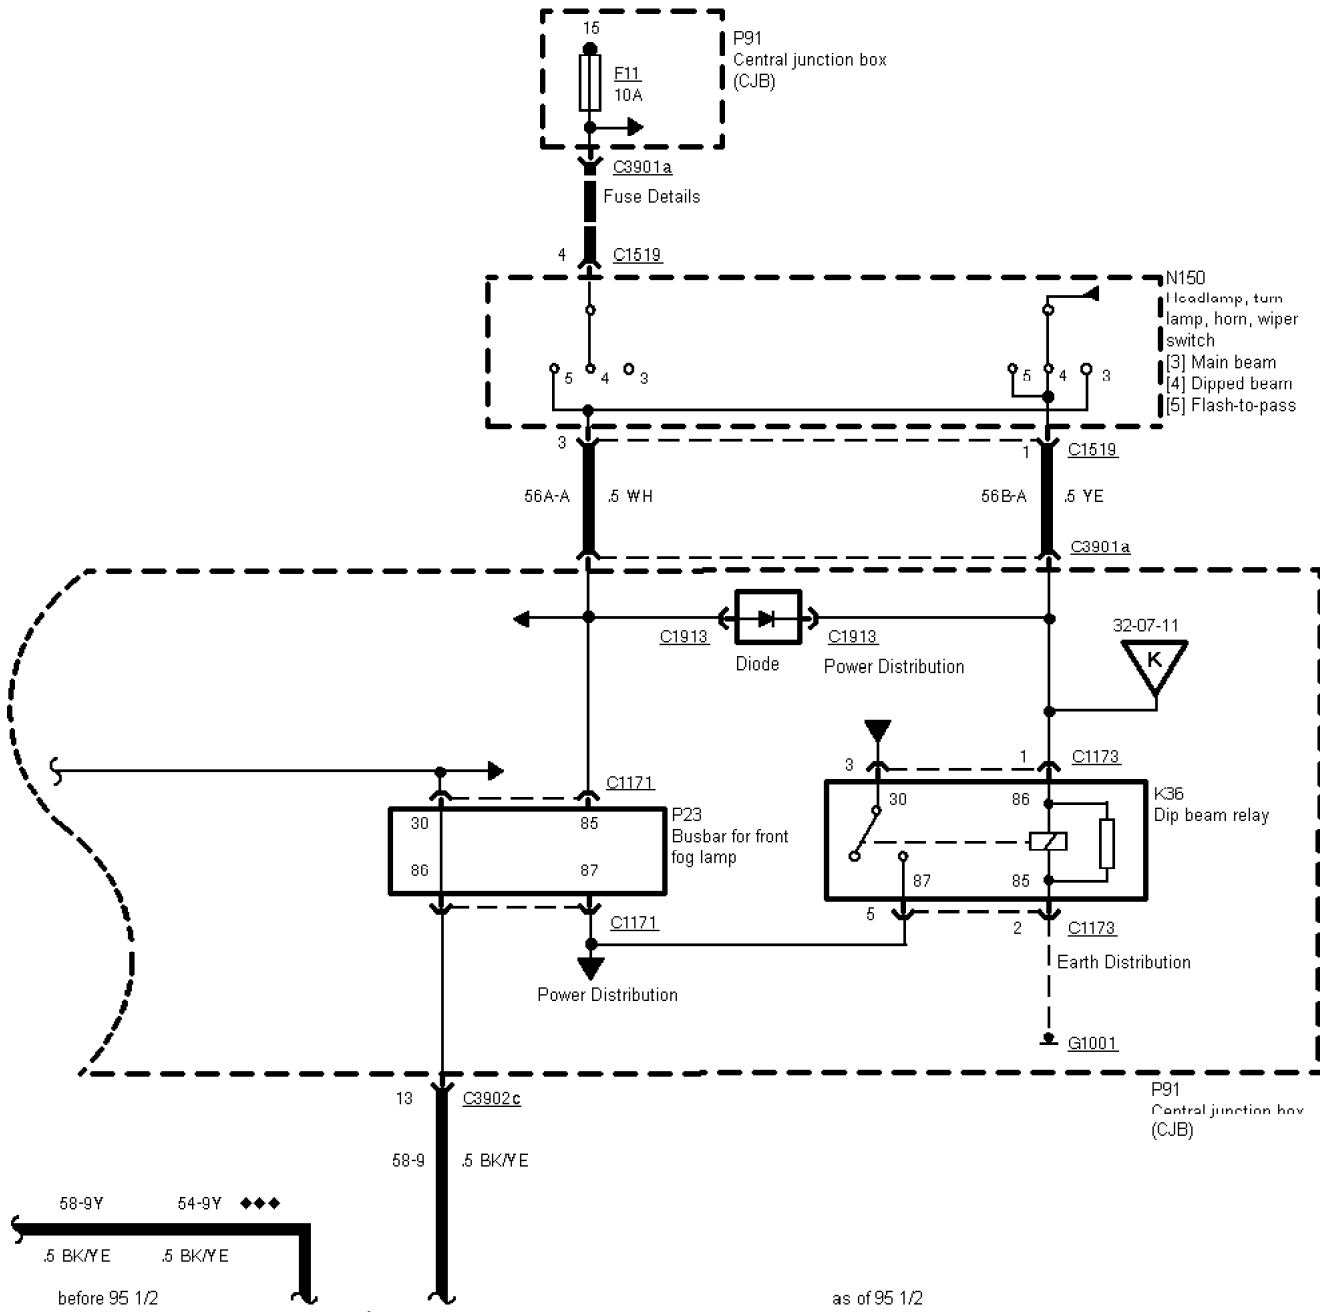 15
P91
Central junction box
(CJB)
F11
10A
C3901a
Fuse Details
4 C1519
N150
Headlamp, turn
lamp, horn, wiper
switch
[3] Main beam
[4] Dipped beam
[5] Flash-to-pass
5 4 3
5 4 3
3
1 C1519
56A-A .5 WH
56B-A .5 YE
C3901a
C1913
C1913
Diode
Power Distribution
32-07-11
K
3
1 C1173
C1171
30 85
P23
Busbar for front
fog lamp
86 87
C1171
Power Distribution
30 86
K36
Dip beam relay
87 85
5
2 C1173
Earth Distribution
G1001
P91
Central junction box
(CJB)
13 C3902c
58-9 .5 BK/YE
58-9Y 54-9Y ◆◆◆
.5 BK/YE .5 BK/YE
before 95 1/2
as of 95 1/2